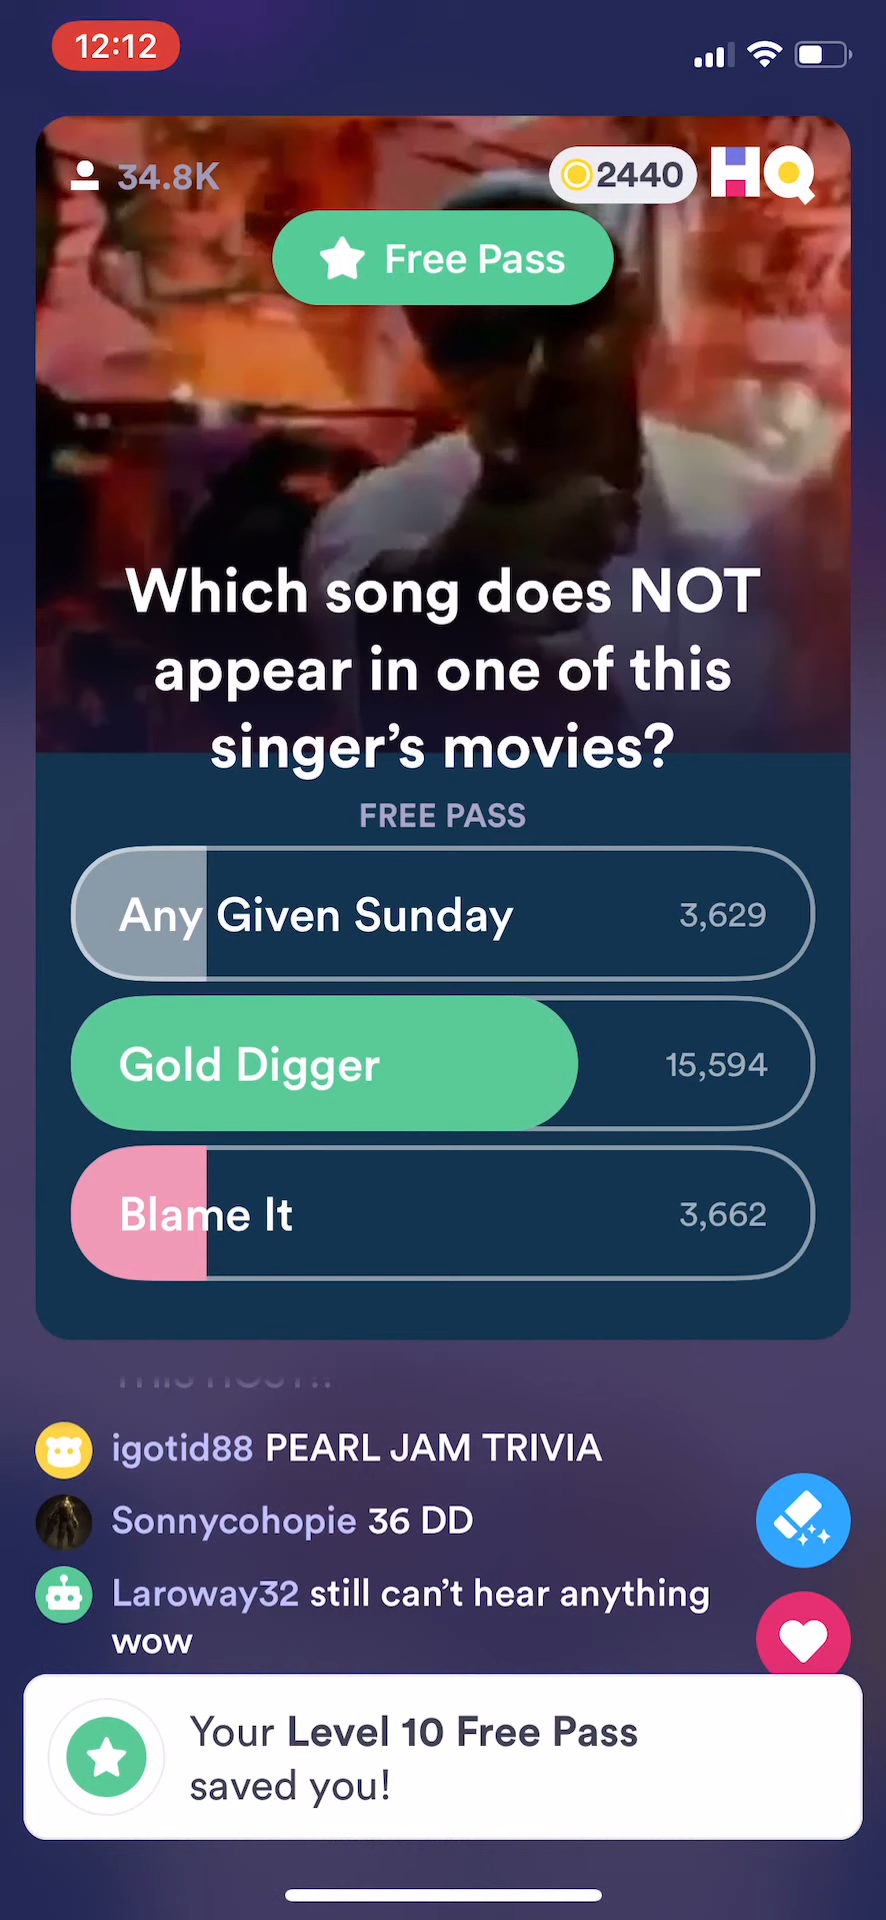 12:12
34.8K
2440
HQ
Free Pass
Which song does NOT
appear in one of this
singer's movies?
FREE PASS
Any Given Sunday 3,629
Gold Digger 15,594
Blame It 3,662
igotid88 PEARL JAM TRIVIA
Sonnycohopie 36 DD
Laroway32 still can't hear anything
wow
Your Level 10 Free Pass
saved you!